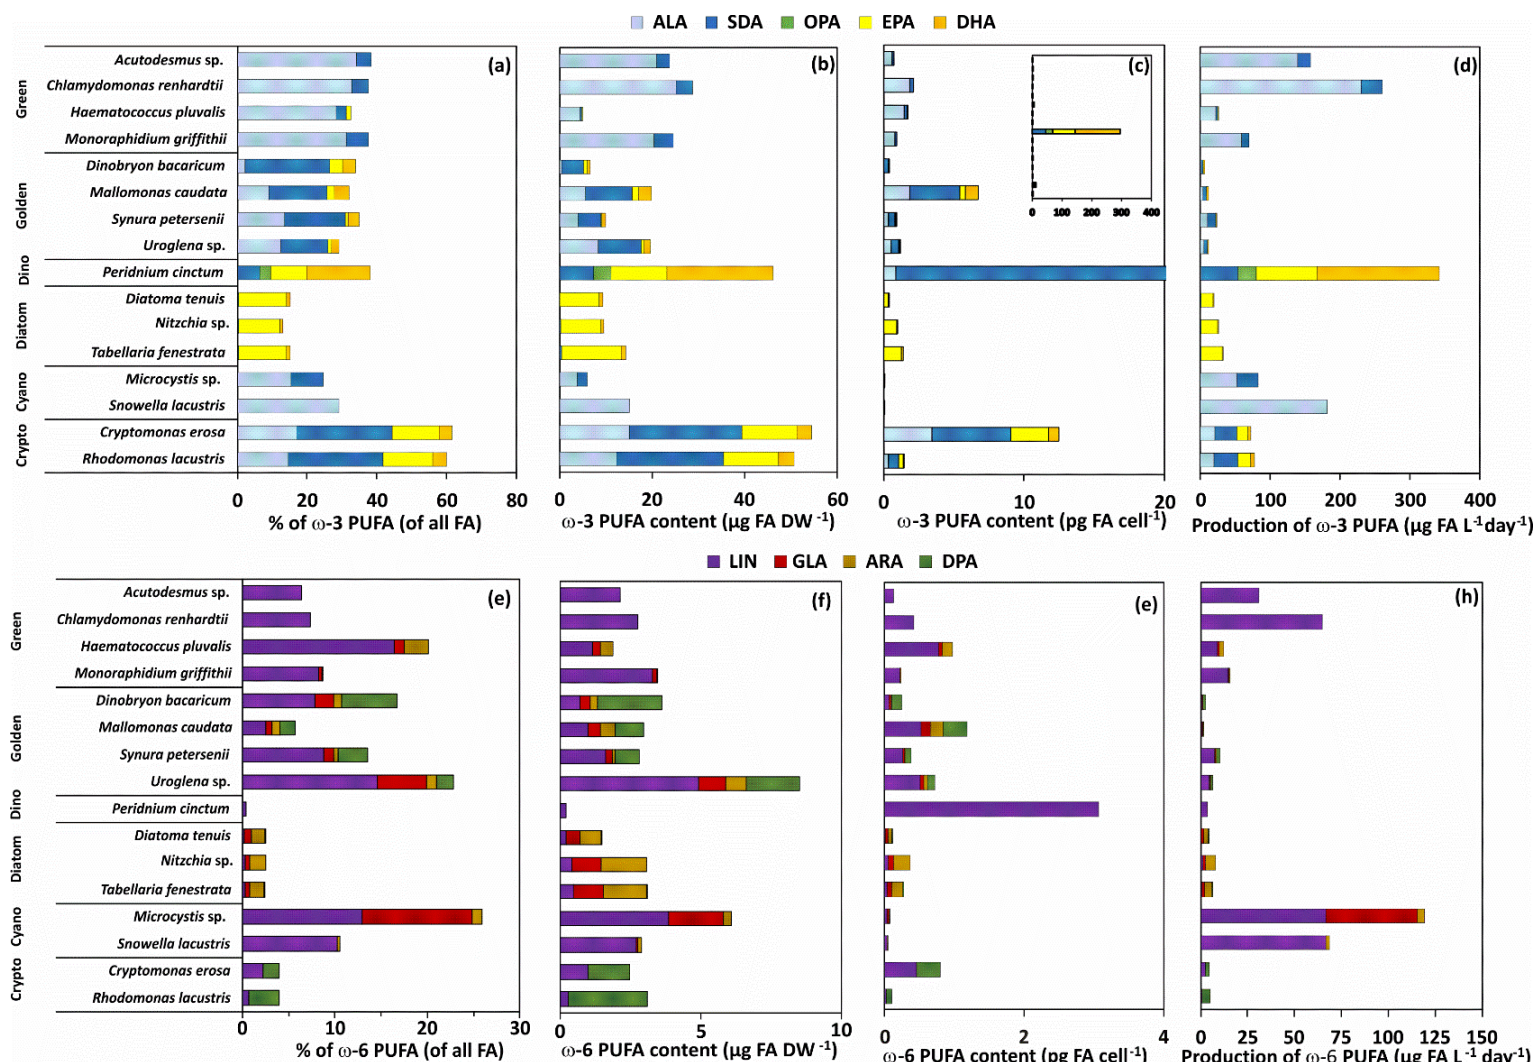 ALA SDA OPA EPA DHA
Green
Golden
Dino
Diatom
Cyano
Crypto
Acutodesmus sp.
Chlamydomonas renhardtii
Haematococcus pluvalis
Monoraphidium griffithii
Dinobryon bacaricum
Mallomonas caudata
Synura petersenii
Uroglena sp.
Peridnium cinctum
Diatoma tenuis
Nitzchia sp.
Tabellaria fenestrata
Microcystis sp.
Snowella lacustris
Cryptomonas erosa
Rhodomonas lacustris
(a)
0 20 40 60 80
% of ω-3 PUFA (of all FA)
(b)
0 20 40 60
ω-3 PUFA content (µg FA DW⁻¹)
(c)
0 100 200 300 400
0 10 20
ω-3 PUFA content (pg FA cell⁻¹)
(d)
0 100 200 300 400
Production of ω-3 PUFA (µg FA L⁻¹day⁻¹)
LIN GLA ARA DPA
Green
Golden
Dino
Diatom
Cyano
Crypto
Acutodesmus sp.
Chlamydomonas renhardtii
Haematococcus pluvalis
Monoraphidium griffithii
Dinobryon bacaricum
Mallomonas caudata
Synura petersenii
Uroglena sp.
Peridnium cinctum
Diatoma tenuis
Nitzchia sp.
Tabellaria fenestrata
Microcystis sp.
Snowella lacustris
Cryptomonas erosa
Rhodomonas lacustris
(e)
0 10 20 30
% of ω-6 PUFA (of all FA)
(f)
0 5 10
ω-6 PUFA content (µg FA DW⁻¹)
(e)
0 2 4
ω-6 PUFA content (pg FA cell⁻¹)
(h)
0 25 50 75 100 125 150
Production of ω-6 PUFA (µg FA L⁻¹ day⁻¹)